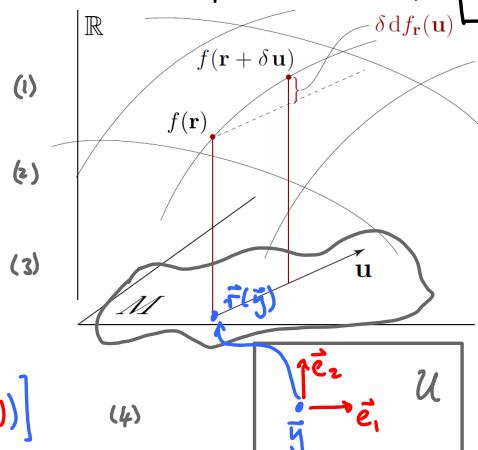 ℝ
δ d f_𝐫(𝐮)
f(𝐫 + δ 𝐮)
(1)
f(𝐫)
(2)
(3)
𝐮
M
r⃗(y⃗)
e⃗₂
𝒰
)]
(4)
e⃗₁
y⃗